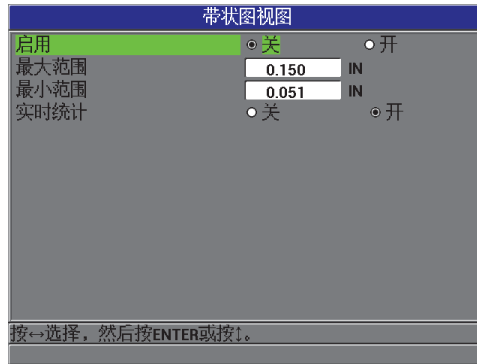 带状图视图
启用 关 开
最大范围 0.150 IN
最小范围 0.051 IN
实时统计 关 开
按↔选择，然后按ENTER或按↕。